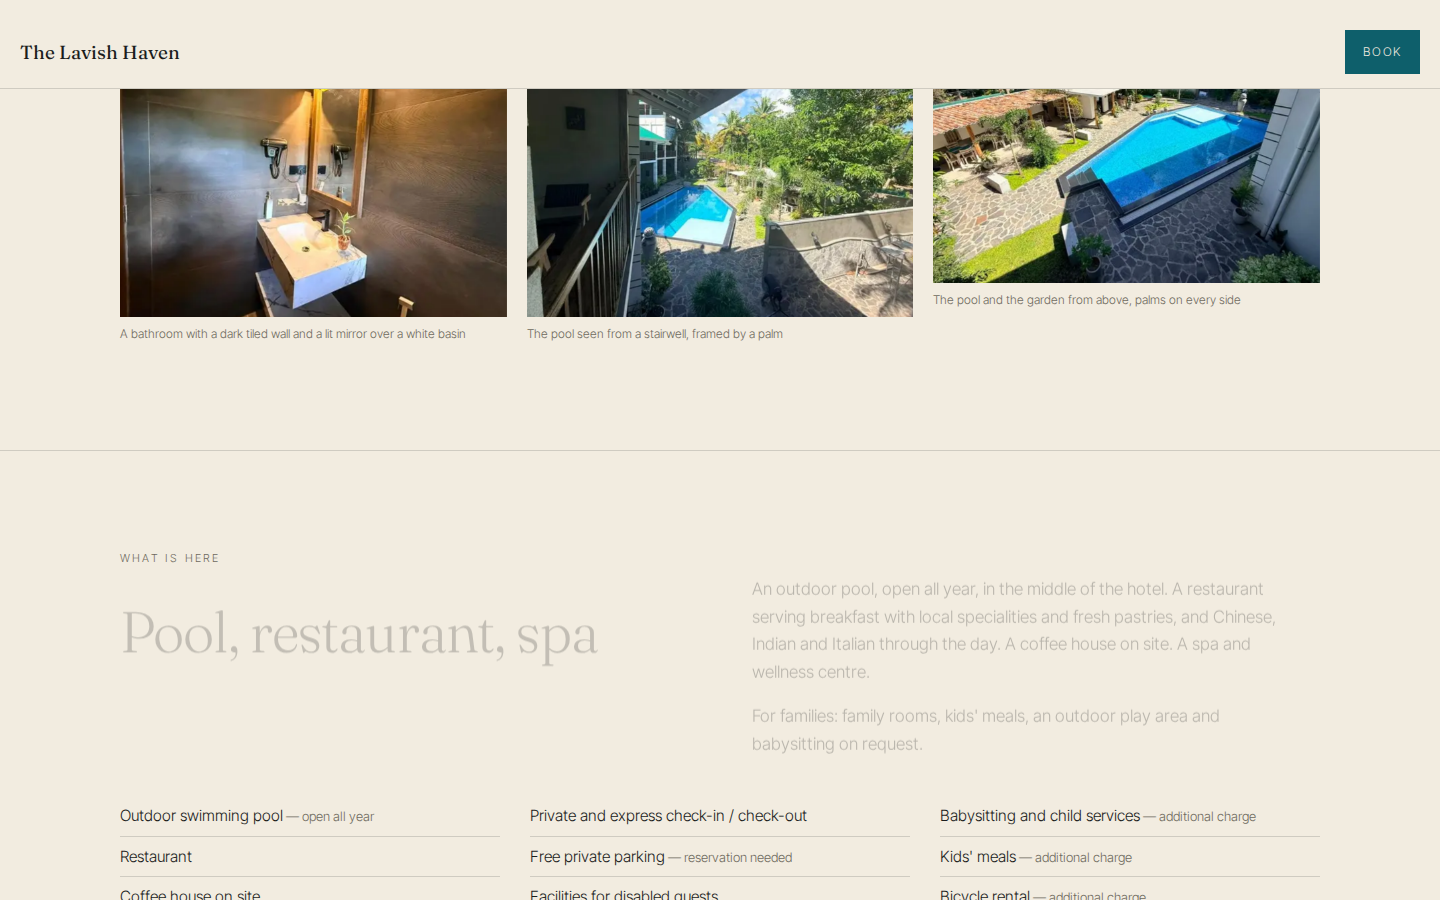 The Lavish Haven
BOOK
A bathroom with a dark tiled wall and a lit mirror over a white basin
The pool seen from a stairwell, framed by a palm
The pool and the garden from above, palms on every side
WHAT IS HERE
Pool, restaurant, spa
An outdoor pool, open all year, in the middle of the hotel. A restaurant
serving breakfast with local specialities and fresh pastries, and Chinese,
Indian and Italian through the day. A coffee house on site. A spa and
wellness centre.
For families: family rooms, kids' meals, an outdoor play area and
babysitting on request.
Outdoor swimming pool — open all year
Private and express check-in / check-out
Babysitting and child services — additional charge
Restaurant
Free private parking — reservation needed
Kids' meals — additional charge
Coffee house on site
Facilities for disabled guests
Bicycle rental — additional charge